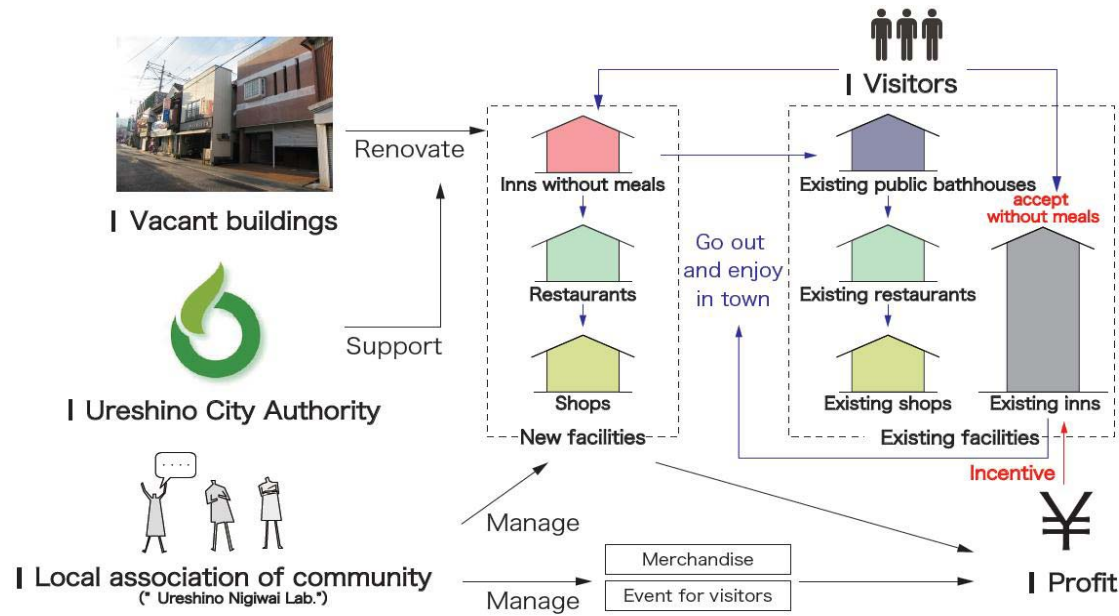 Visitors
Renovate
Vacant buildings
Inns without meals
Existing public bathhouses
accept
without meals
Go out
and enjoy
in town
Restaurants
Existing restaurants
Support
Ureshino City Authority
Shops
Existing shops
Existing inns
New facilities
Existing facilities
Incentive
....
Manage
¥
Merchandise
Local association of community
(" Ureshino Nigiwai Lab.")
Manage
Event for visitors
Profit